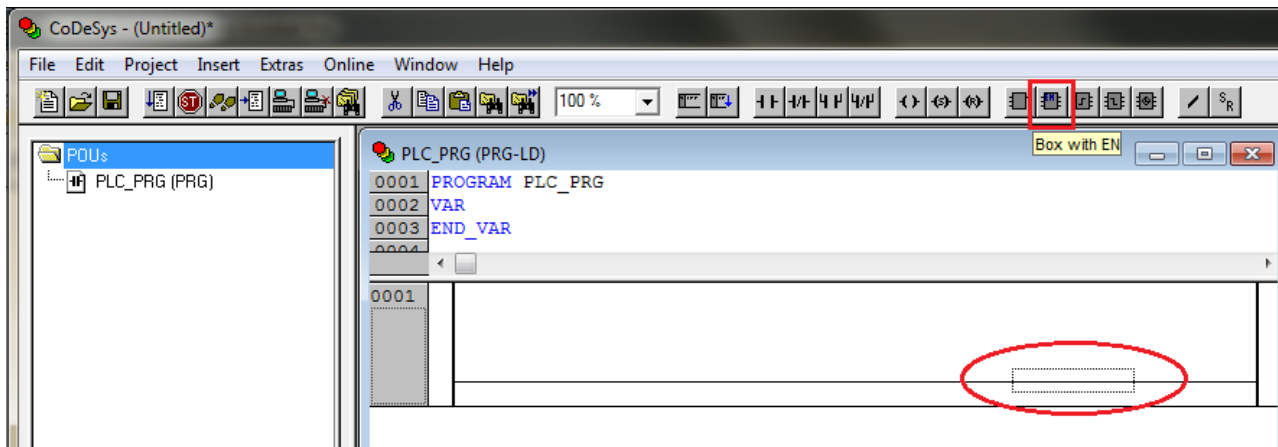 CoDeSys - (Untitled)*
File Edit Project Insert Extras Online Window Help
100 %
Box with EN
POUs
PLC_PRG (PRG)
PLC_PRG (PRG-LD)
0001 PROGRAM PLC_PRG
0002 VAR
0003 END_VAR
0004
0001